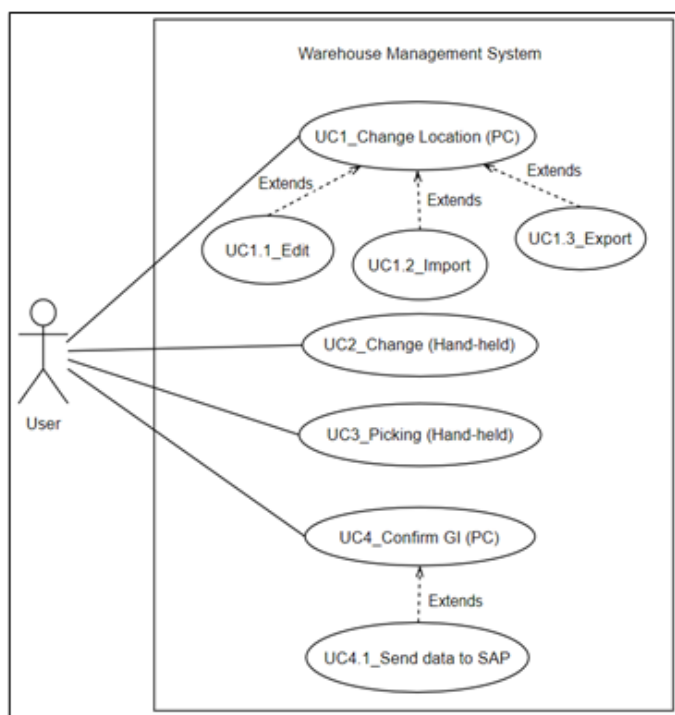 Warehouse Management System
UC1_Change Location (PC)
Extends
Extends
Extends
UC1.1_Edit
UC1.2_Import
UC1.3_Export
UC2_Change (Hand-held)
User
UC3_Picking (Hand-held)
UC4_Confirm GI (PC)
Extends
UC4.1_Send data to SAP